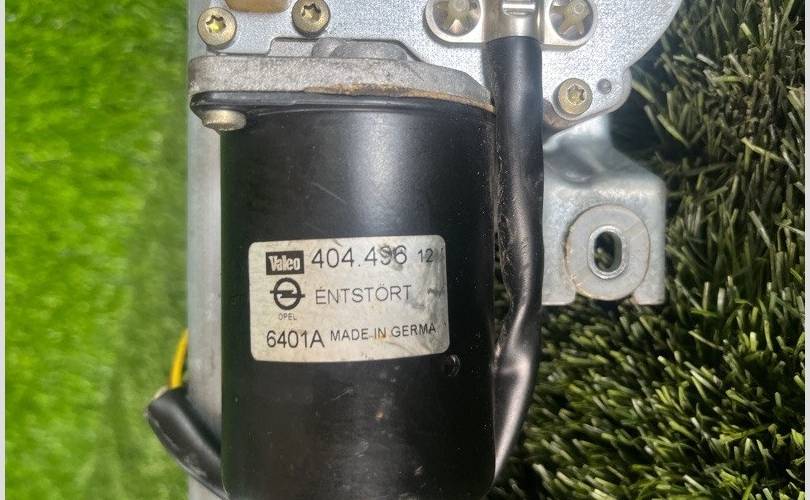 Valeo 404.496 12
ENTSTÖRT
OPEL
6401A MADE IN GERMA